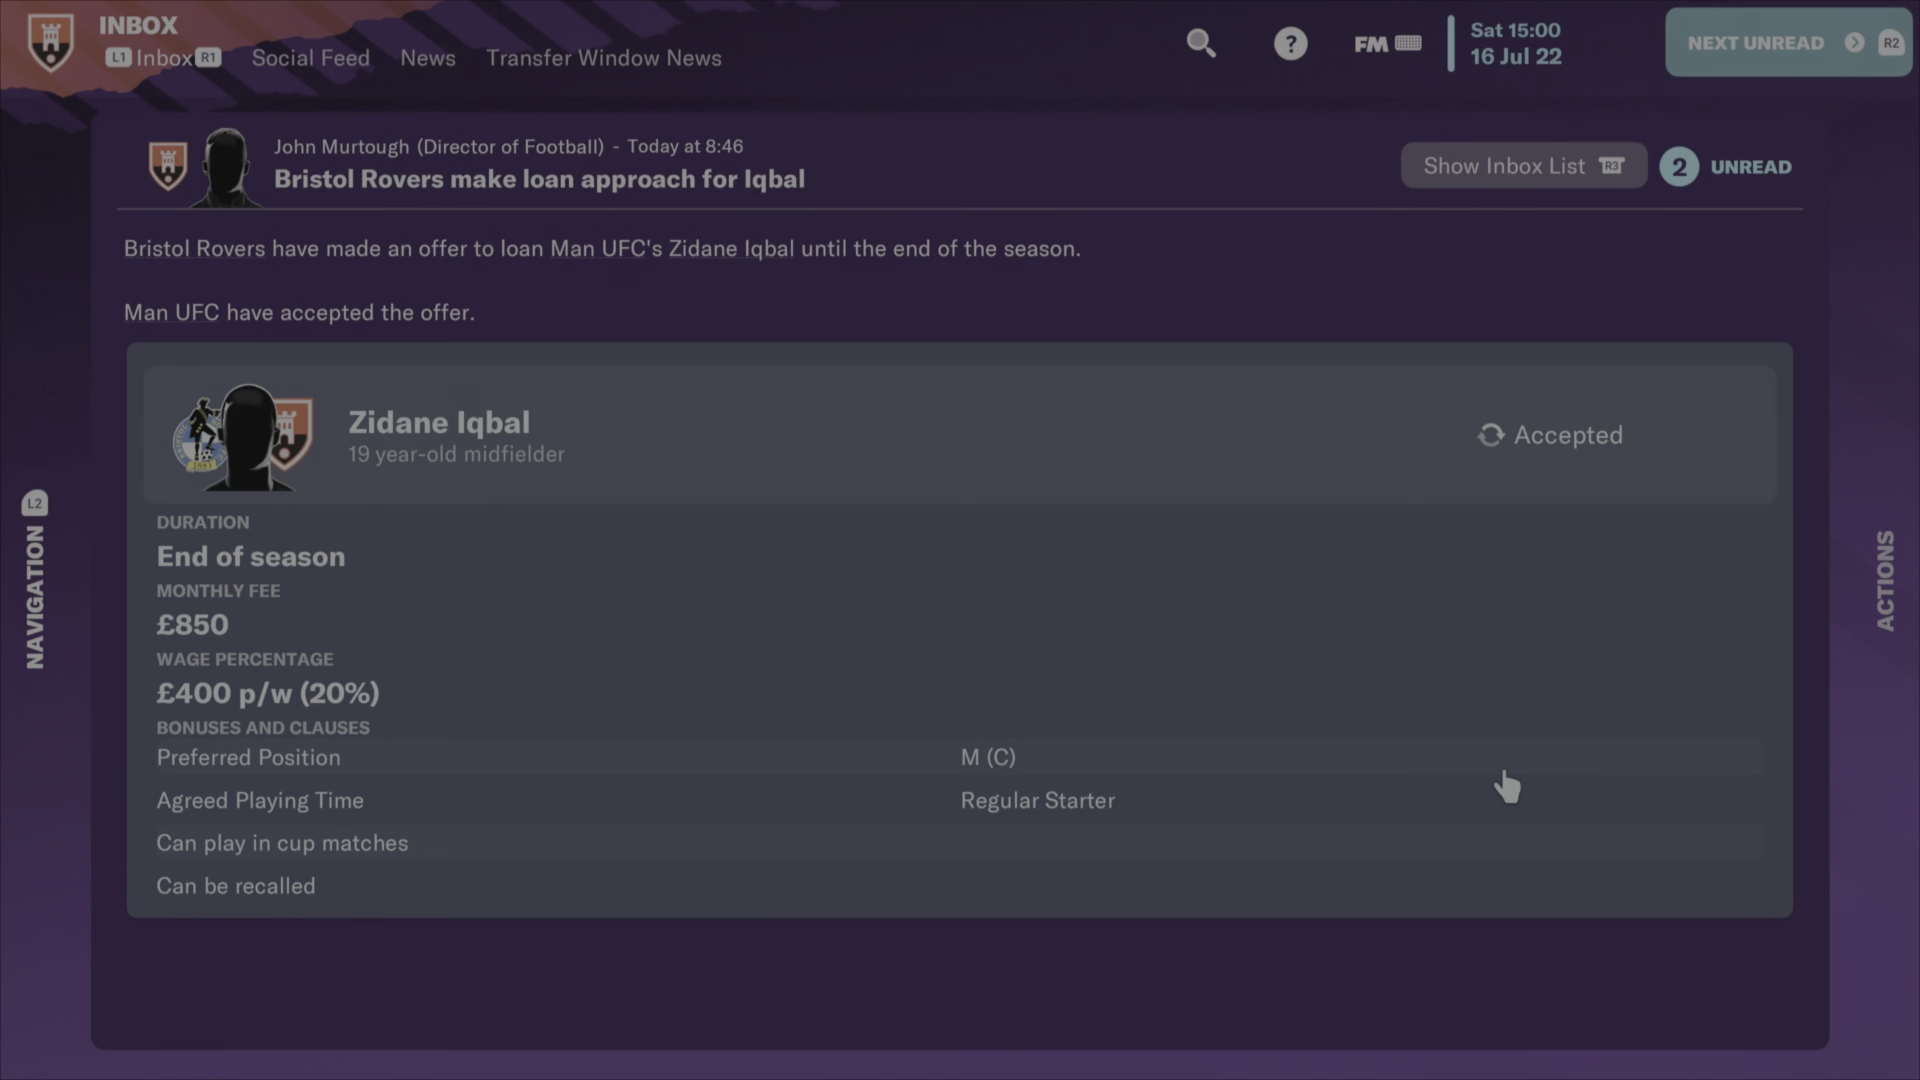 INBOX
L1 Inbox R1 Social Feed News Transfer Window News
? FM Sat 15:00
16 Jul 22
NEXT UNREAD R2
John Murtough (Director of Football) - Today at 8:46
Bristol Rovers make loan approach for Iqbal
Show Inbox List R3 2 UNREAD
Bristol Rovers have made an offer to loan Man UFC's Zidane Iqbal until the end of the season.
Man UFC have accepted the offer.
Zidane Iqbal
19 year-old midfielder
Accepted
DURATION
End of season
MONTHLY FEE
£850
WAGE PERCENTAGE
£400 p/w (20%)
BONUSES AND CLAUSES
Preferred Position M (C)
Agreed Playing Time Regular Starter
Can play in cup matches
Can be recalled
L2
NAVIGATION
ACTIONS